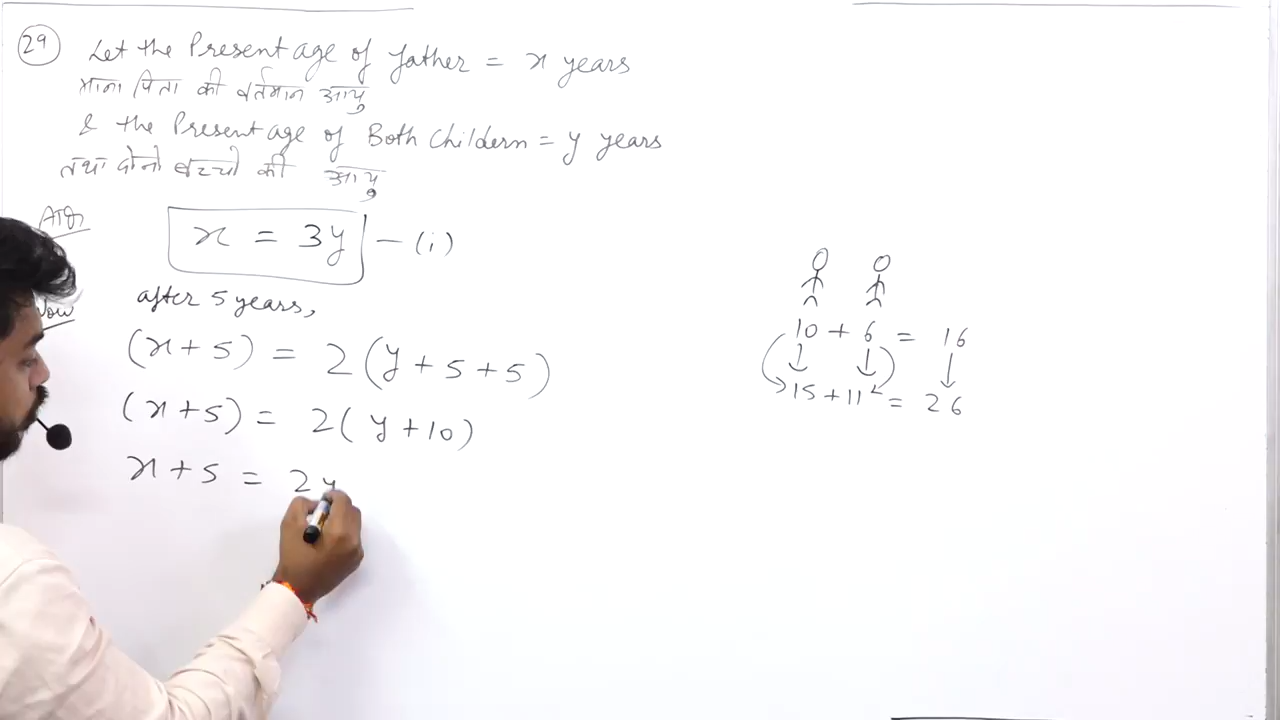 29 Let the Present age of father = x years
माना पिता की वर्तमान आयु
& the Present age of Both Childern = y years
तथा दोनो बच्चो की आयु
ATQ,
x = 3y - (i)
Now
after 5 years,
(x+5) = 2(y+5+5)
(x+5) = 2(y+10)
x+5 = 2y
10 + 6 = 16
15 + 11 = 26